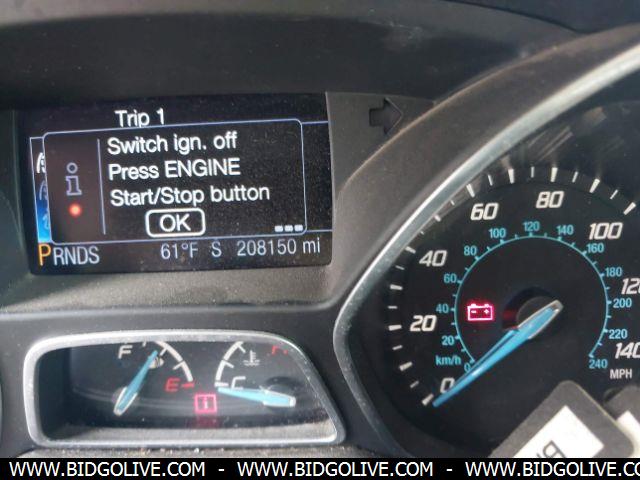 Trip 1
Switch ign. off
Press ENGINE
Start/Stop button
OK
PRNDS 61°F S 208150 mi
F E C H
0 20 40 60 80 100 120 140
MPH
20 40 60 80 100 120 140 160 180 200 220 240
km/h
WWW.BIDGOLIVE.COM - WWW.BIDGOLIVE.COM - WWW.BIDGOLIVE.COM